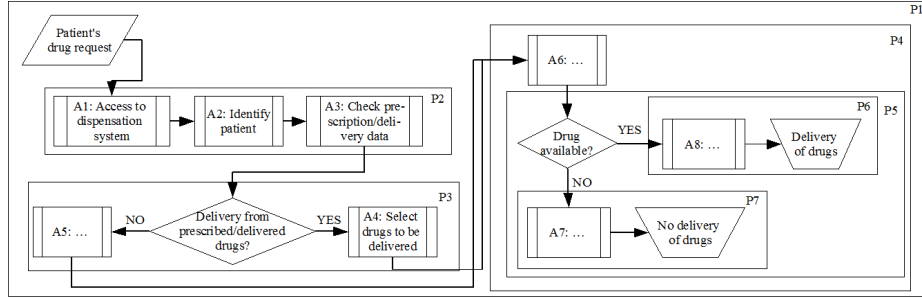 P1
Patient's
drug request
P2
A1: Access to
dispensation
system
A2: Identify
patient
A3: Check pre-
scription/deli-
very data
P3
Delivery from
prescribed/delivered
drugs?
NO
YES
A5: ...
A4: Select
drugs to be
delivered
P4
A6: ...
P5
Drug
available?
YES
NO
P6
A8: ...
Delivery
of drugs
P7
A7: ...
No delivery
of drugs